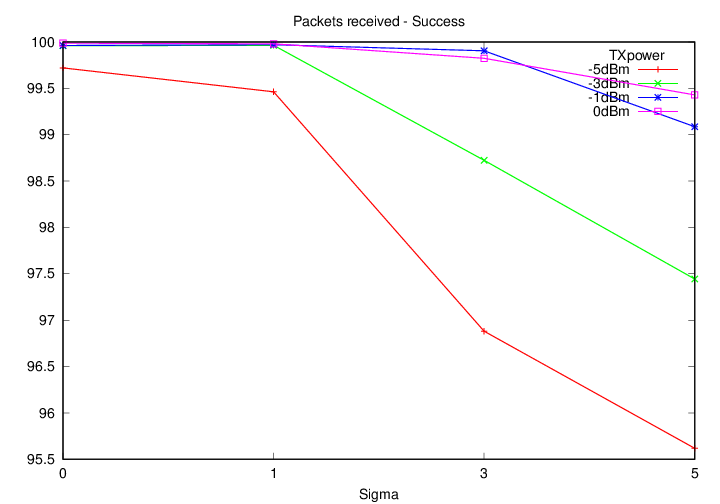 Packets received - Success
100
99.5
99
98.5
98
97.5
97
96.5
96
95.5
TXpower
-5dBm
-3dBm
-1dBm
0dBm
0 1 3 5
Sigma